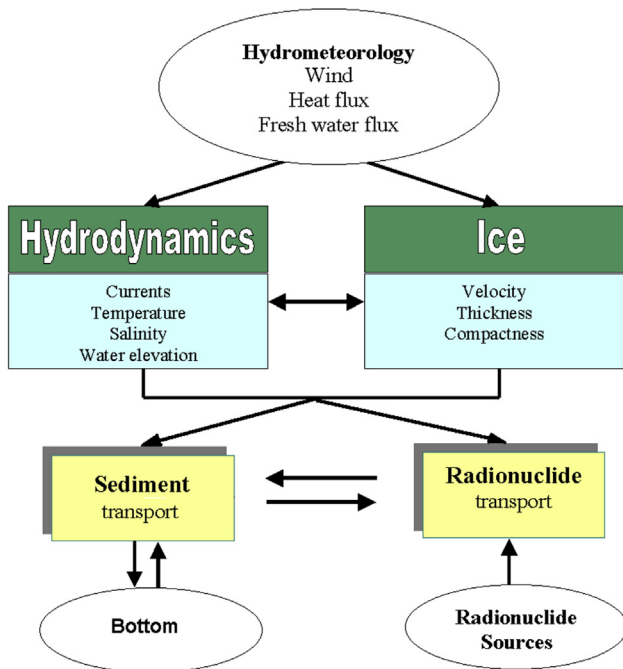 Hydrometeorology
Wind
Heat flux
Fresh water flux
Hydrodynamics
Currents
Temperature
Salinity
Water elevation
Ice
Velocity
Thickness
Compactness
Sediment
transport
Radionuclide
transport
Bottom
Radionuclide
Sources